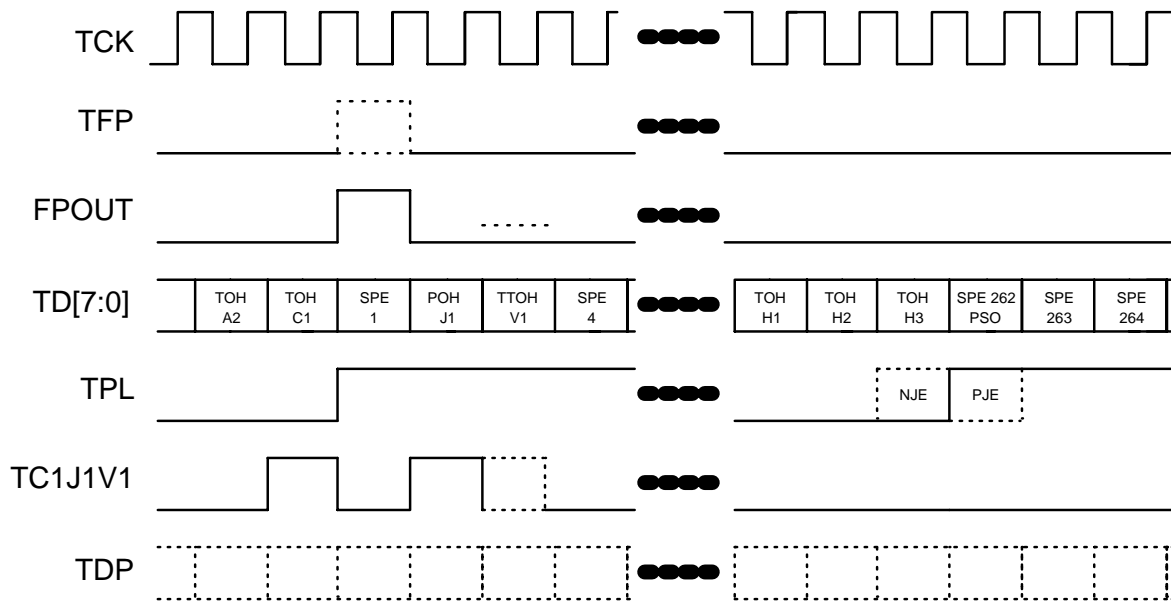 TCK
TFP
FPOUT
TD[7:0]
TOH
A2
TOH
C1
SPE
1
POH
J1
TTOH
V1
SPE
4
TOH
H1
TOH
H2
TOH
H3
SPE 262
PSO
SPE
263
SPE
264
TPL
NJE
PJE
TC1J1V1
TDP